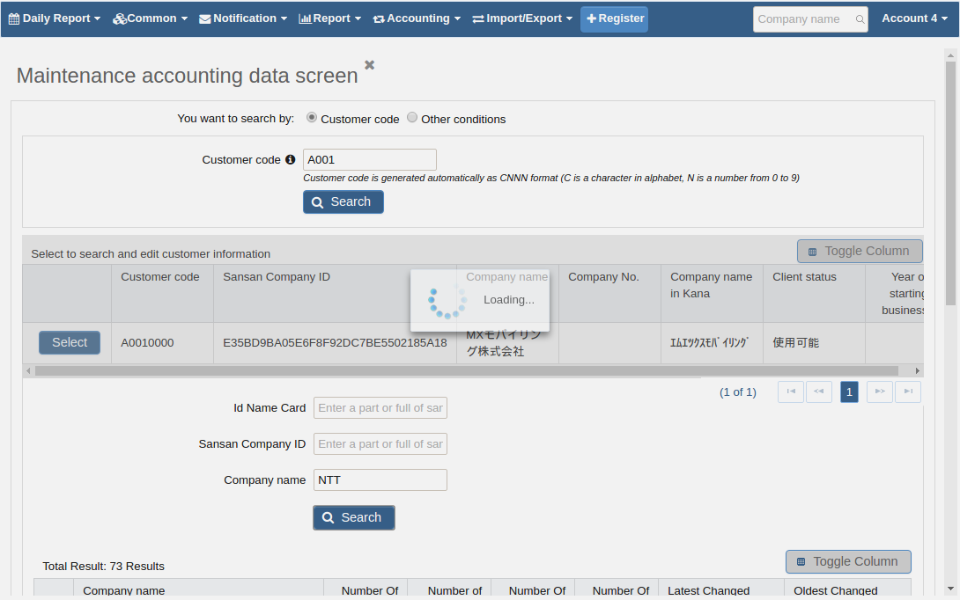 Daily Report Common Notification Report Accounting Import/Export Register Company name Account 4
Maintenance accounting data screen
You want to search by: Customer code Other conditions
Customer code A001
Customer code is generated automatically as CNNN format (C is a character in alphabet, N is a number from 0 to 9)
Search
Select to search and edit customer information Toggle Column
Customer code Sansan Company ID Company name Company No. Company name Client status Year o
in Kana starting
business
Loading...
Select A0010000 E35BD9BA05E6F8F92DC7BE5502185A18 MXモバイリン ｴﾑｴｯｸｽﾓﾊﾞｲﾘﾝｸﾞ 使用可能
グ株式会社
(1 of 1) 1
Id Name Card Enter a part or full of sar
Sansan Company ID Enter a part or full of sar
Company name NTT
Search
Total Result: 73 Results Toggle Column
Company name Number Of Number of Number Of Number Of Latest Changed Oldest Changed